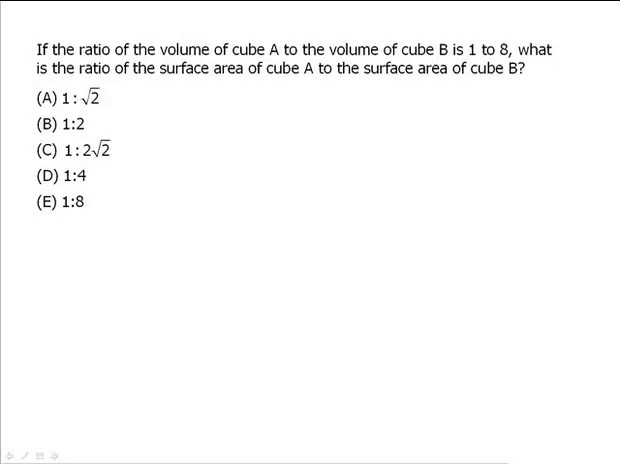 If the ratio of the volume of cube A to the volume of cube B is 1 to 8, what
is the ratio of the surface area of cube A to the surface area of cube B?
(A) 1 : √2
(B) 1:2
(C) 1 : 2√2
(D) 1:4
(E) 1:8